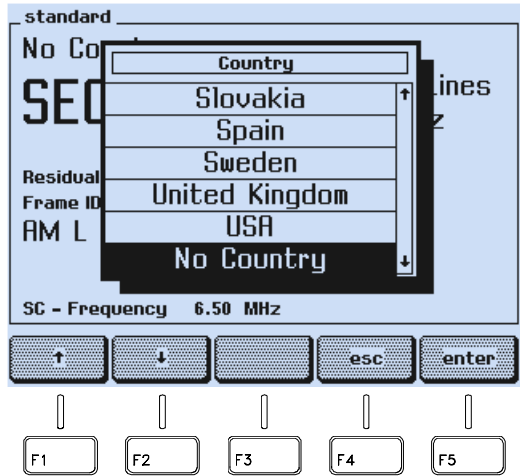 standard
No Co
Country
SEC
ines
z
Slovakia
Spain
Sweden
United Kingdom
USA
No Country
Residual
Frame ID
AM L
SC - Frequency 6.50 MHz
↑ ↓ esc enter
F1 F2 F3 F4 F5